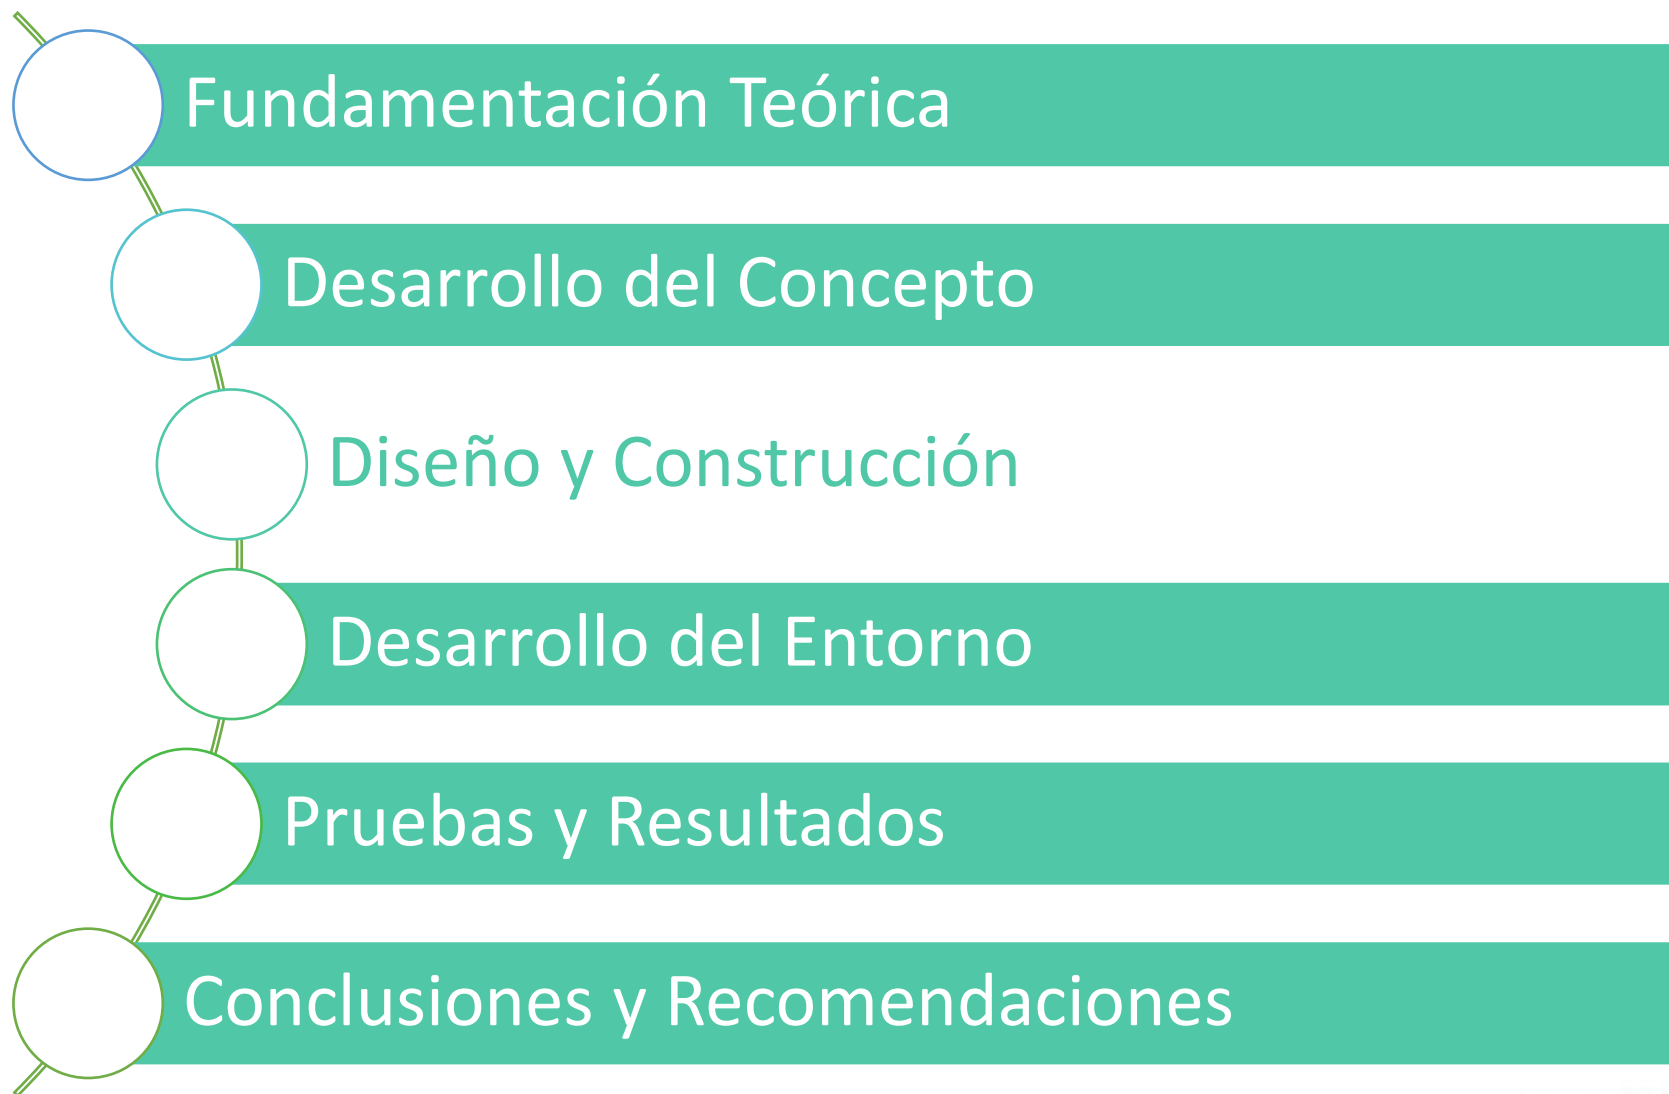 Fundamentación Teórica
Desarrollo del Concepto
Diseño y Construcción
Desarrollo del Entorno
Pruebas y Resultados
Conclusiones y Recomendaciones